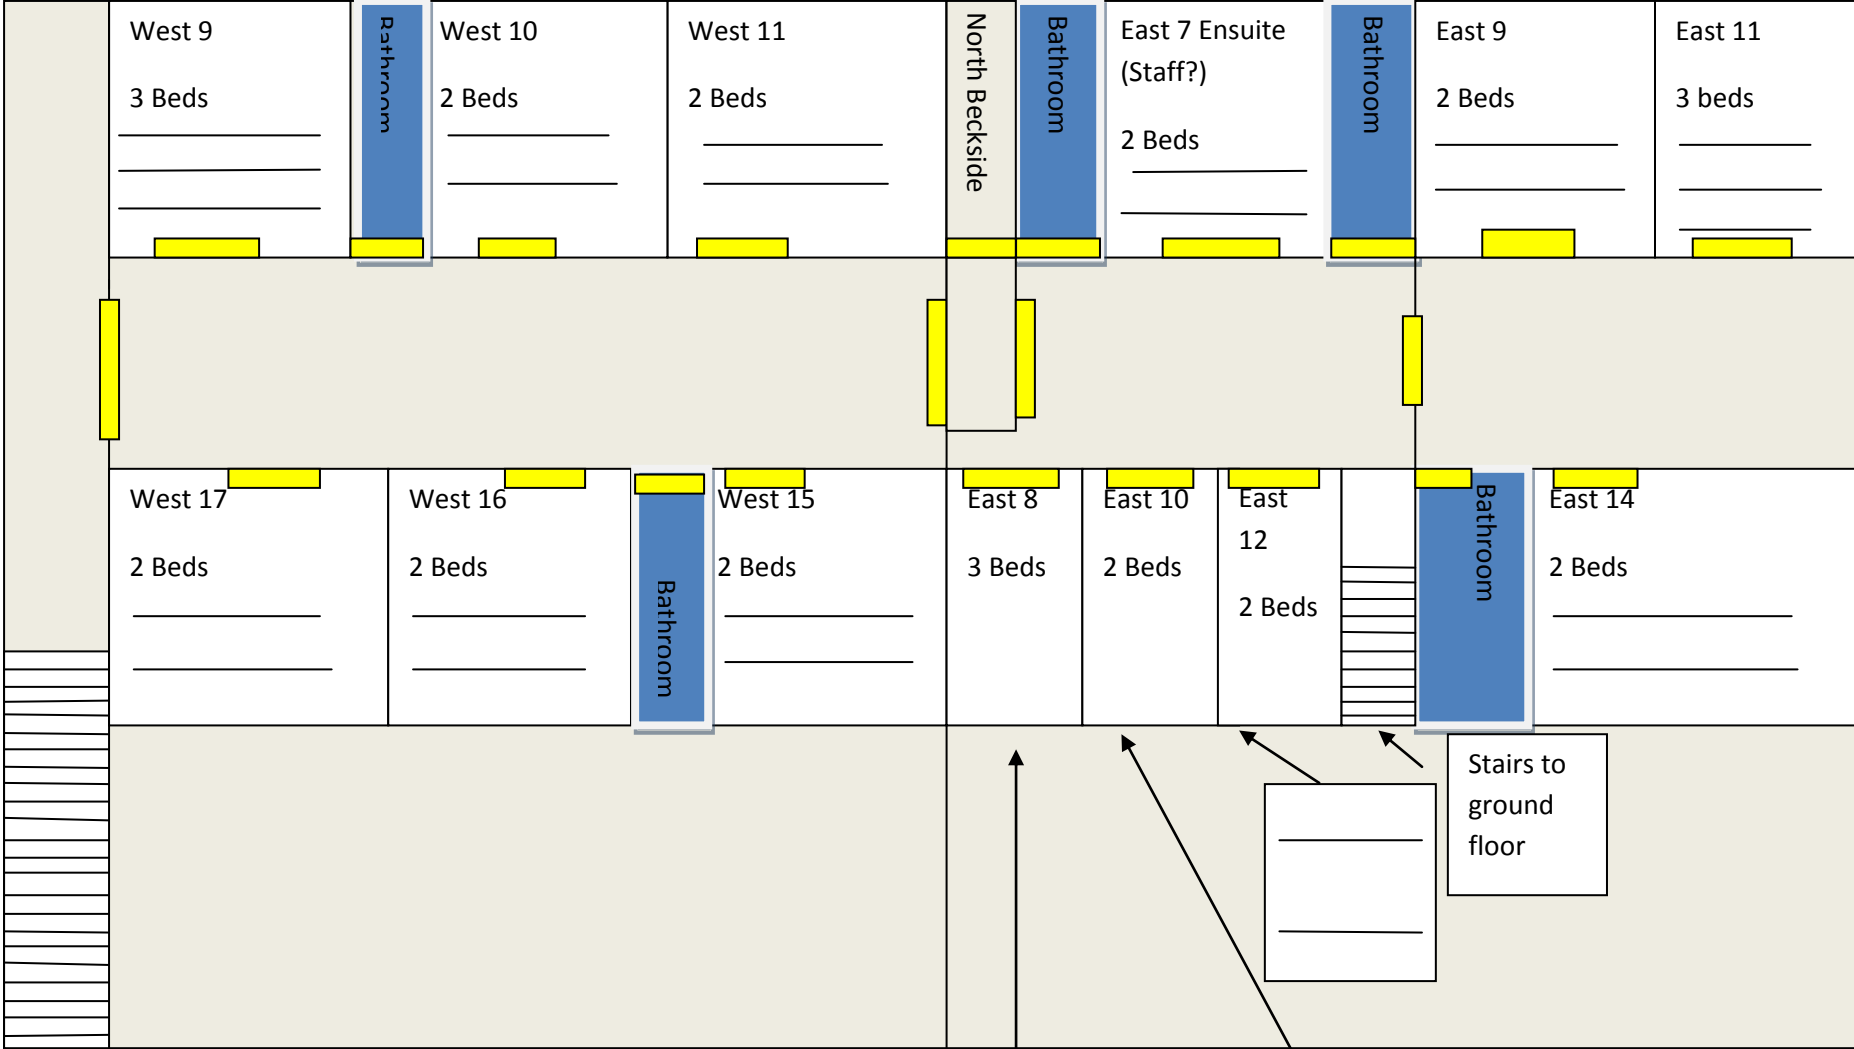 West 9
3 Beds
Bathroom
West 10
2 Beds
West 11
2 Beds
North Beckside
Bathroom
East 7 Ensuite
(Staff?)
2 Beds
Bathroom
East 9
2 Beds
East 11
3 beds
West 17
2 Beds
West 16
2 Beds
Bathroom
West 15
2 Beds
East 8
3 Beds
East 10
2 Beds
East
12
2 Beds
Bathroom
East 14
2 Beds
Stairs to
ground
floor